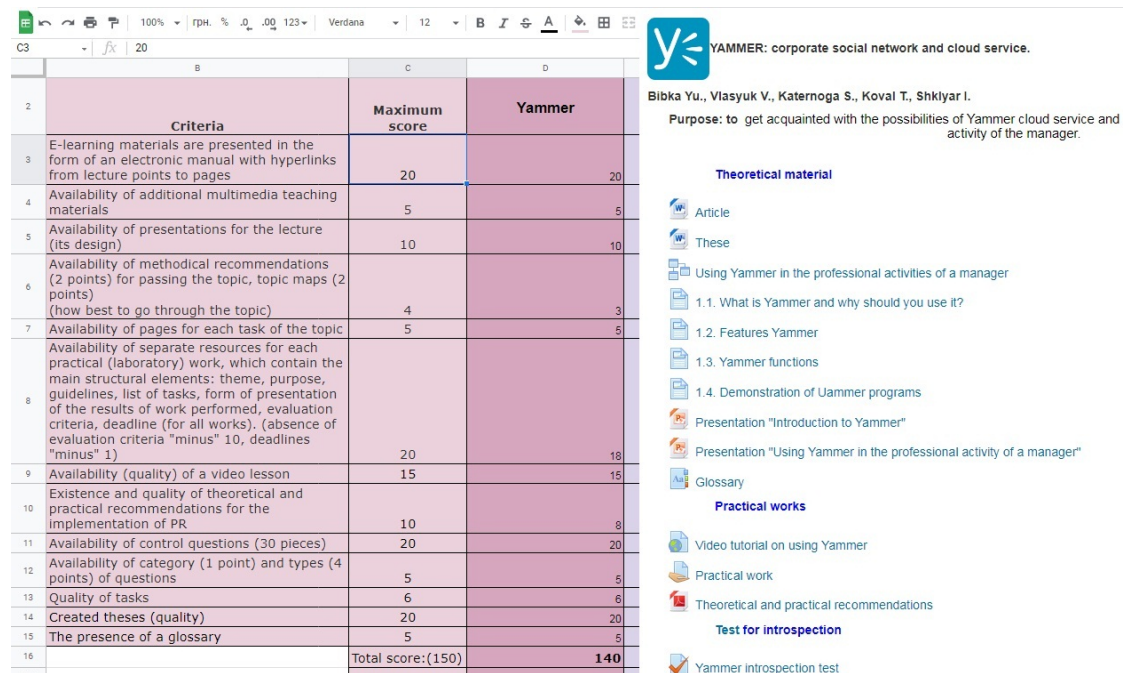 100% грн. % .0 .00 123 Verdana 12 B I S A
C3 fx 20
B C D
2 Criteria Maximum score Yammer
3 E-learning materials are presented in the
form of an electronic manual with hyperlinks
from lecture points to pages 20 20
4 Availability of additional multimedia teaching
materials 5 5
5 Availability of presentations for the lecture
(its design) 10 10
6 Availability of methodical recommendations
(2 points) for passing the topic, topic maps (2
points)
(how best to go through the topic) 4 3
7 Availability of pages for each task of the topic 5 5
8 Availability of separate resources for each
practical (laboratory) work, which contain the
main structural elements: theme, purpose,
guidelines, list of tasks, form of presentation
of the results of work performed, evaluation
criteria, deadline (for all works). (absence of
evaluation criteria "minus" 10, deadlines
"minus" 1) 20 18
9 Availability (quality) of a video lesson 15 15
10 Existence and quality of theoretical and
practical recommendations for the
implementation of PR 10 8
11 Availability of control questions (30 pieces) 20 20
12 Availability of category (1 point) and types (4
points) of questions 5 5
13 Quality of tasks 6 6
14 Created theses (quality) 20 20
15 The presence of a glossary 5 5
16 Total score:(150) 140
YAMMER: corporate social network and cloud service.
Bibka Yu., Vlasyuk V., Katernoga S., Koval T., Shklyar I.
Purpose: to get acquainted with the possibilities of Yammer cloud service and
activity of the manager.
Theoretical material
Article
These
Using Yammer in the professional activities of a manager
1.1. What is Yammer and why should you use it?
1.2. Features Yammer
1.3. Yammer functions
1.4. Demonstration of Uammer programs
Presentation "Introduction to Yammer"
Presentation "Using Yammer in the professional activity of a manager"
Glossary
Practical works
Video tutorial on using Yammer
Practical work
Theoretical and practical recommendations
Test for introspection
Yammer introspection test